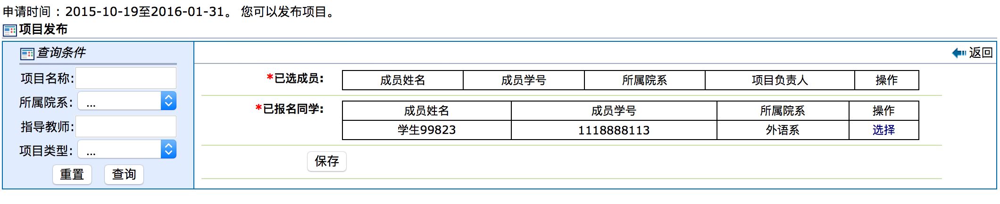 申请时间：2015-10-19至2016-01-31。 您可以发布项目。
项目发布
查询条件
项目名称:
所属院系: ...
指导教师:
项目类型: ...
重置 查询
返回
*已选成员: 成员姓名 成员学号 所属院系 项目负责人 操作
*已报名同学: 成员姓名 成员学号 所属院系 操作
学生99823 1118888113 外语系 选择
保存